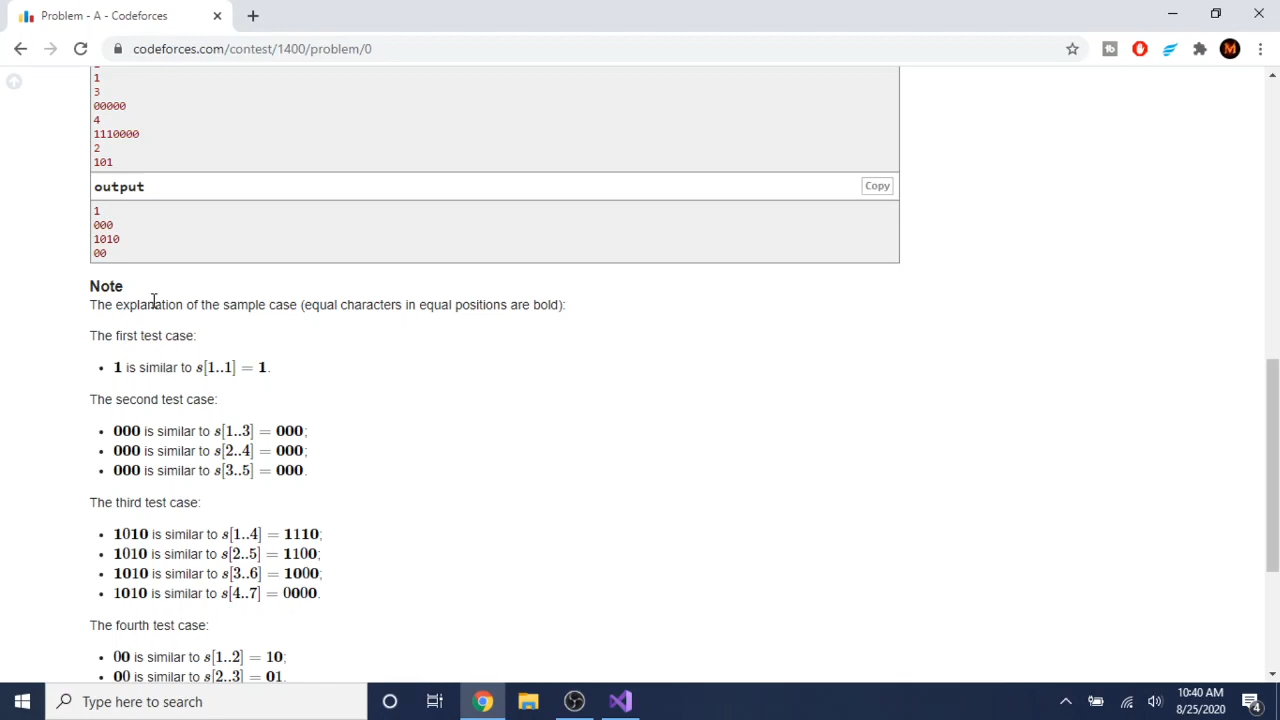 Problem - A - Codeforces
codeforces.com/contest/1400/problem/0
M
1
3
00000
4
1110000
2
101
output
Copy
1
000
1010
00
Note
The explanation of the sample case (equal characters in equal positions are bold):
The first test case:
• 1 is similar to s[1..1] = 1.
The second test case:
• 000 is similar to s[1..3] = 000;
• 000 is similar to s[2..4] = 000;
• 000 is similar to s[3..5] = 000.
The third test case:
• 1010 is similar to s[1..4] = 1110;
• 1010 is similar to s[2..5] = 1100;
• 1010 is similar to s[3..6] = 1000;
• 1010 is similar to s[4..7] = 0000.
The fourth test case:
• 00 is similar to s[1..2] = 10;
• 00 is similar to s[2..3] = 01.
Type here to search
10:40 AM
8/25/2020
4